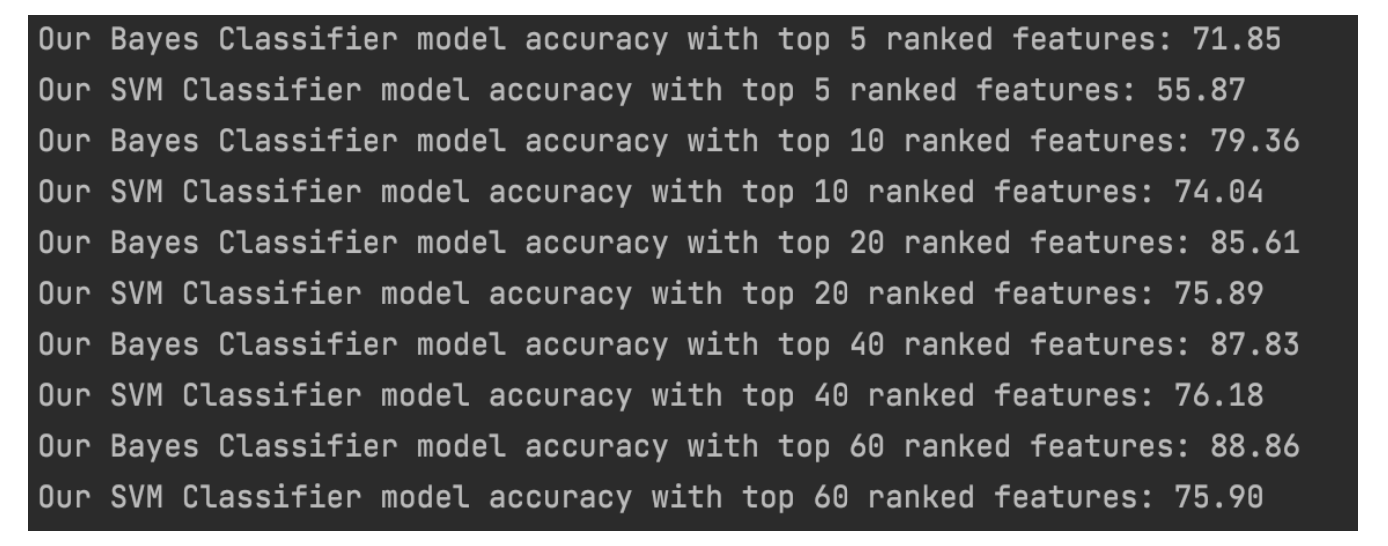 Our Bayes Classifier model accuracy with top 5 ranked features: 71.85
Our SVM Classifier model accuracy with top 5 ranked features: 55.87
Our Bayes Classifier model accuracy with top 10 ranked features: 79.36
Our SVM Classifier model accuracy with top 10 ranked features: 74.04
Our Bayes Classifier model accuracy with top 20 ranked features: 85.61
Our SVM Classifier model accuracy with top 20 ranked features: 75.89
Our Bayes Classifier model accuracy with top 40 ranked features: 87.83
Our SVM Classifier model accuracy with top 40 ranked features: 76.18
Our Bayes Classifier model accuracy with top 60 ranked features: 88.86
Our SVM Classifier model accuracy with top 60 ranked features: 75.90